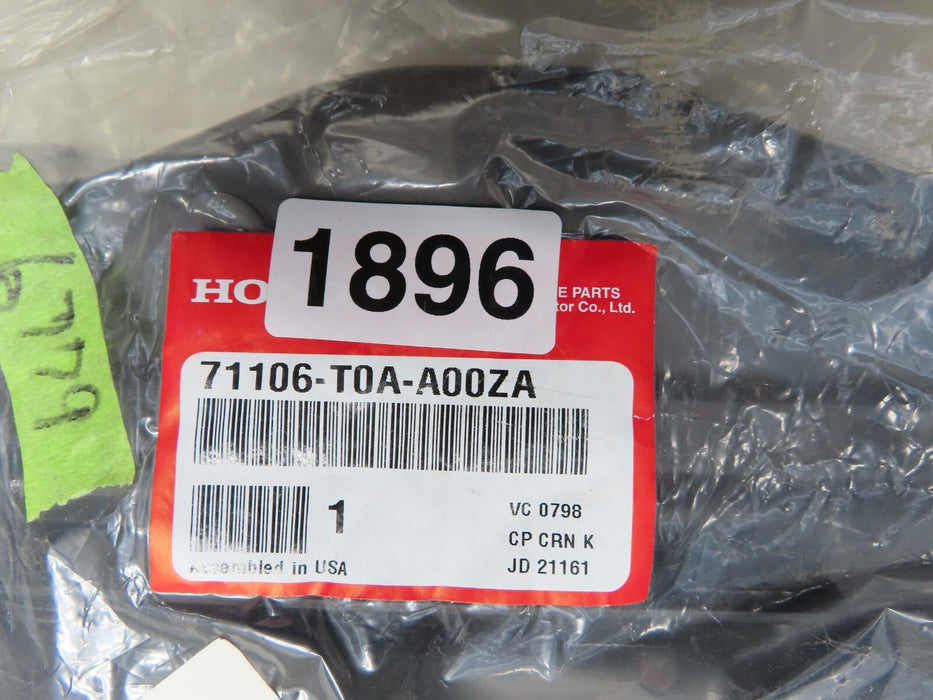 1896
HO
E PARTS
tor Co., Ltd.
71106-T0A-A00ZA
1
VC 0798
CP CRN K
Assembled in USA
JD 21161